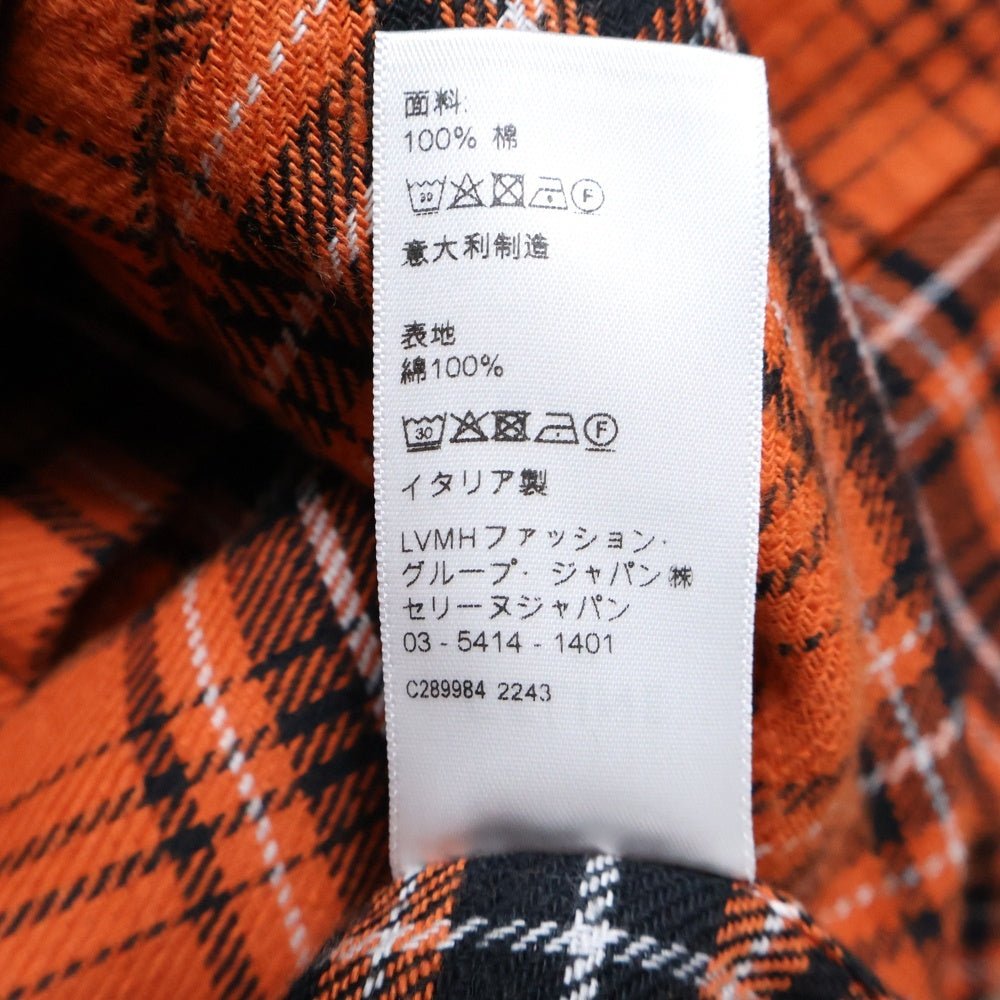 面料:
100% 棉
30 F
意大利制造
表地
綿100%
30 F
イタリア製
LVMHファッション・
グループ・ジャパン㈱
セリーヌジャパン
03 - 5414 - 1401
C289984 2243